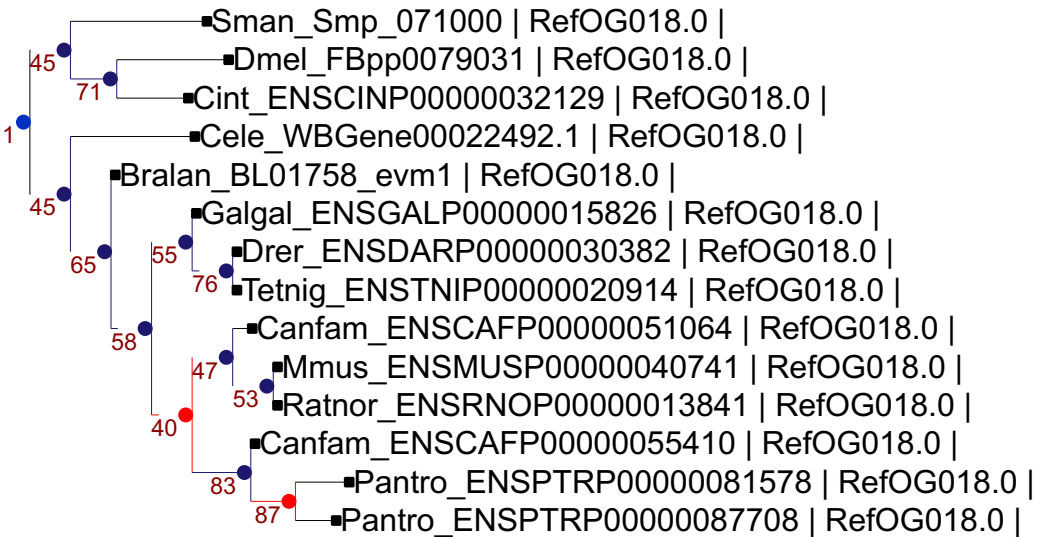 Sman_Smp_071000 | RefOG018.0 |
45
Dmel_FBpp0079031 | RefOG018.0 |
71
Cint_ENSCINP00000032129 | RefOG018.0 |
1
Cele_WBGene00022492.1 | RefOG018.0 |
Bralan_BL01758_evm1 | RefOG018.0 |
45
Galgal_ENSGALP00000015826 | RefOG018.0 |
55
Drer_ENSDARP00000030382 | RefOG018.0 |
65
76
Tetnig_ENSTNIP00000020914 | RefOG018.0 |
Canfam_ENSCAFP00000051064 | RefOG018.0 |
58
47
Mmus_ENSMUSP00000040741 | RefOG018.0 |
53
Ratnor_ENSRNOP00000013841 | RefOG018.0 |
40
Canfam_ENSCAFP00000055410 | RefOG018.0 |
83
Pantro_ENSPTRP00000081578 | RefOG018.0 |
87
Pantro_ENSPTRP00000087708 | RefOG018.0 |